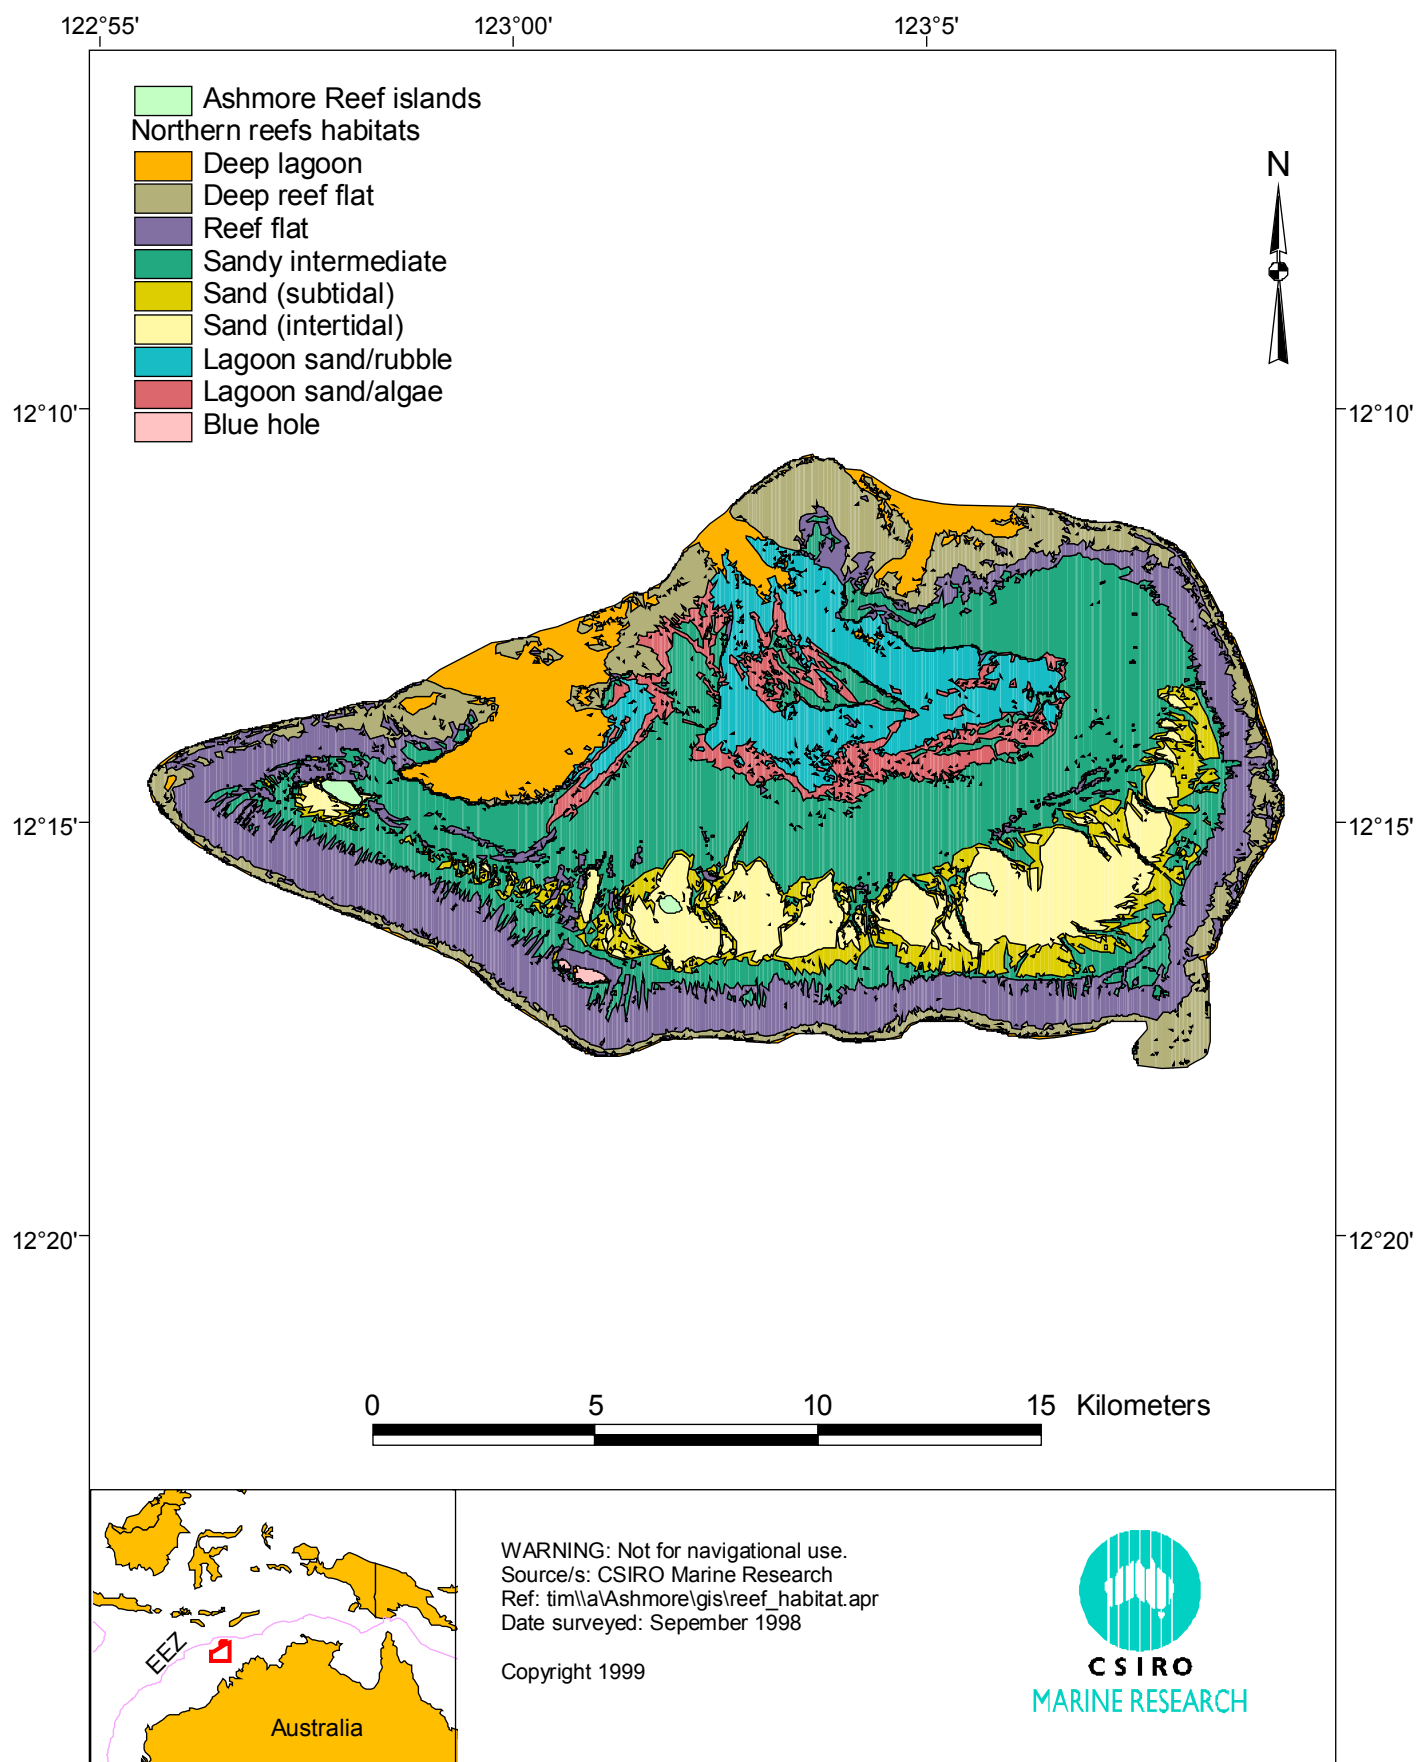 122°55'
123°00'
123°5'
Ashmore Reef islands
Northern reefs habitats
Deep lagoon
Deep reef flat
Reef flat
Sandy intermediate
Sand (subtidal)
Sand (intertidal)
Lagoon sand/rubble
Lagoon sand/algae
Blue hole
N
12°10'
12°10'
12°15'
12°15'
12°20'
12°20'
0 5 10 15 Kilometers
EEZ
Australia
WARNING: Not for navigational use.
Source/s: CSIRO Marine Research
Ref: tim\\a\Ashmore\gis\reef_habitat.apr
Date surveyed: Sepember 1998
Copyright 1999
CSIRO
MARINE RESEARCH